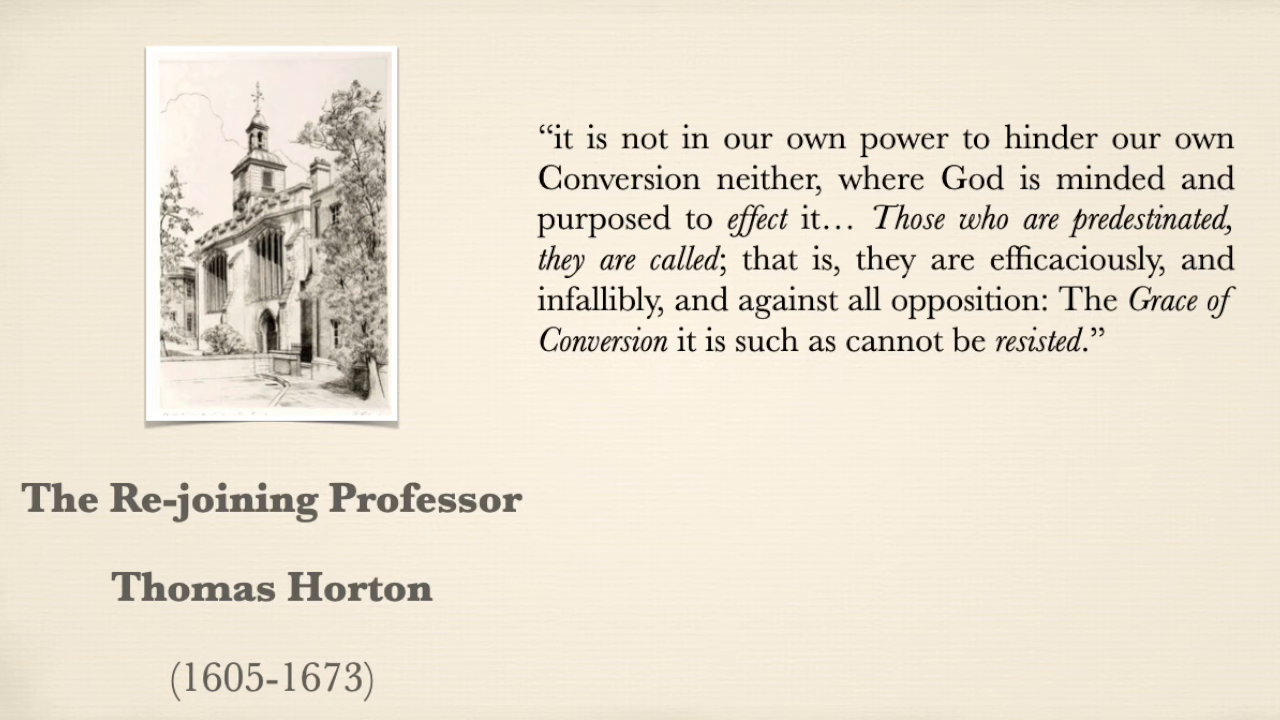 “it is not in our own power to hinder our own
Conversion neither, where God is minded and
purposed to effect it… Those who are predestinated,
they are called; that is, they are efficaciously, and
infallibly, and against all opposition: The Grace of
Conversion it is such as cannot be resisted.”
The Re-joining Professor
Thomas Horton
(1605-1673)